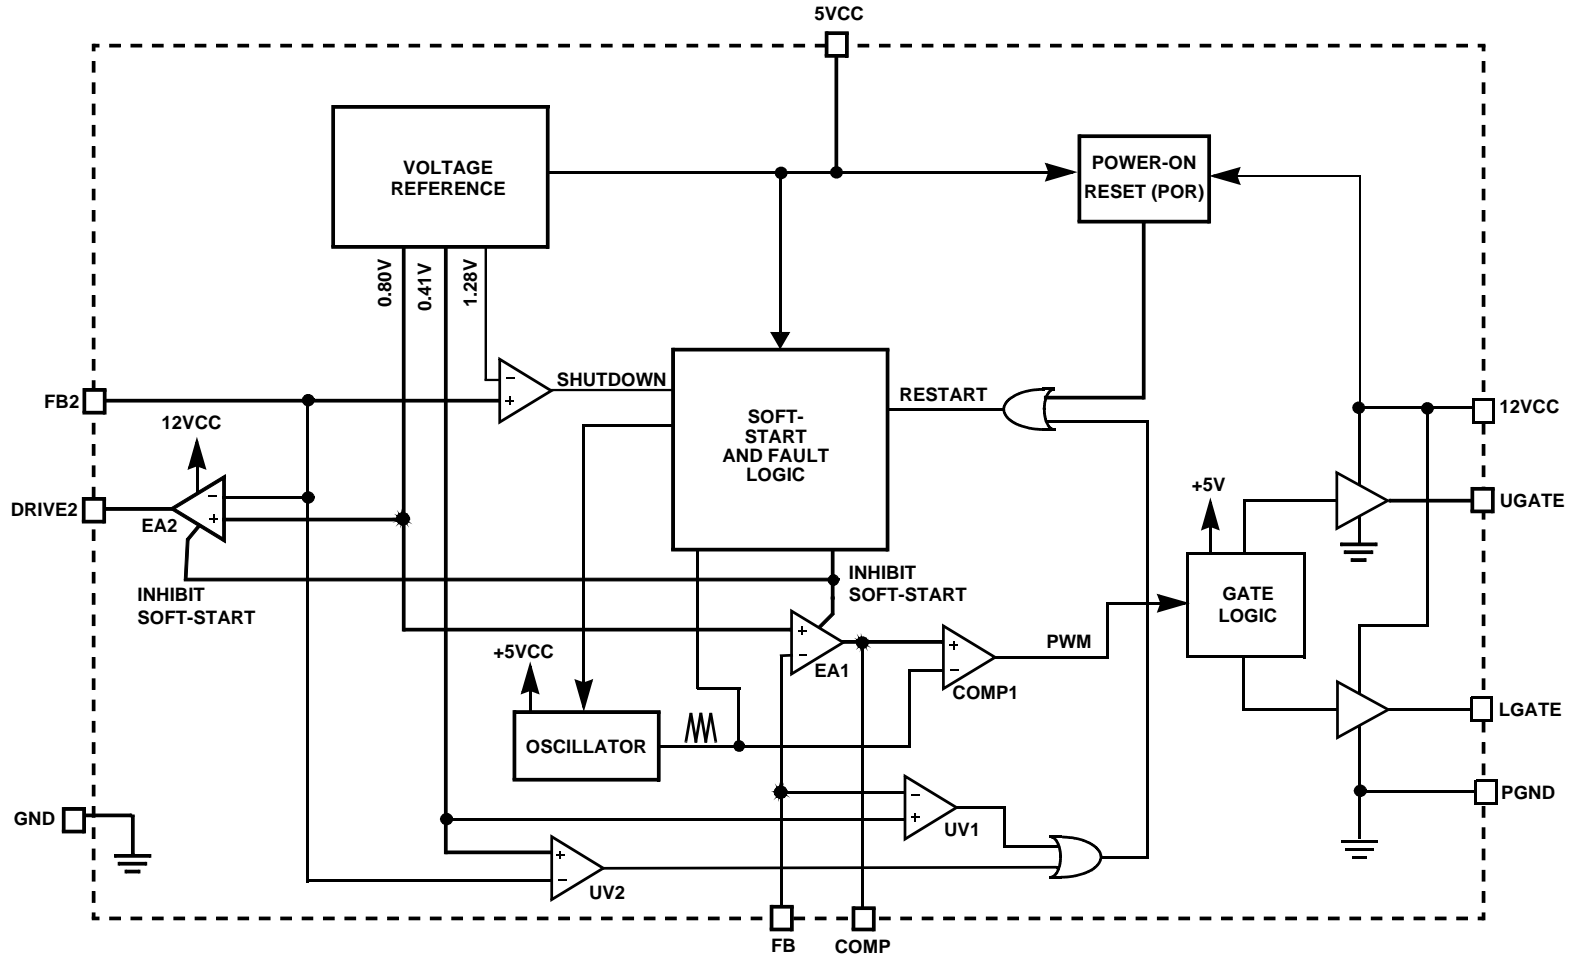 5VCC
VOLTAGE
REFERENCE
POWER-ON
RESET (POR)
0.80V
0.41V
1.28V
FB2
SHUTDOWN
RESTART
12VCC
12VCC
SOFT-
START
AND FAULT
LOGIC
-
+
DRIVE2
EA2
-
+
+5V
UGATE
INHIBIT
SOFT-START
INHIBIT
SOFT-START
GATE
LOGIC
+5VCC
+
-
EA1
+
-
COMP1
PWM
OSCILLATOR
LGATE
GND
-
+
UV1
PGND
+
-
UV2
FB
COMP